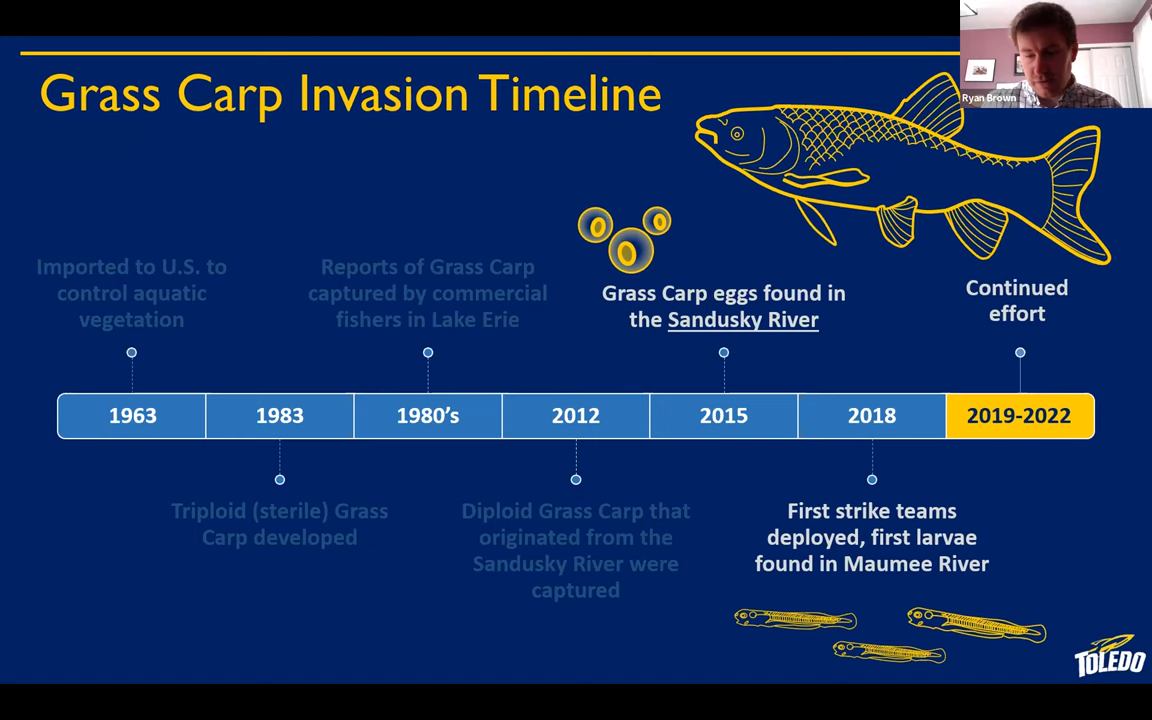 Grass Carp Invasion Timeline
Ryan Brown
Imported to U.S. to
control aquatic
vegetation
Reports of Grass Carp
captured by commercial
fishers in Lake Erie
Grass Carp eggs found in
the Sandusky River
Continued
effort
1963
1983
1980's
2012
2015
2018
2019-2022
Triploid (sterile) Grass
Carp developed
Diploid Grass Carp that
originated from the
Sandusky River were
captured
First strike teams
deployed, first larvae
found in Maumee River
TOLEDO